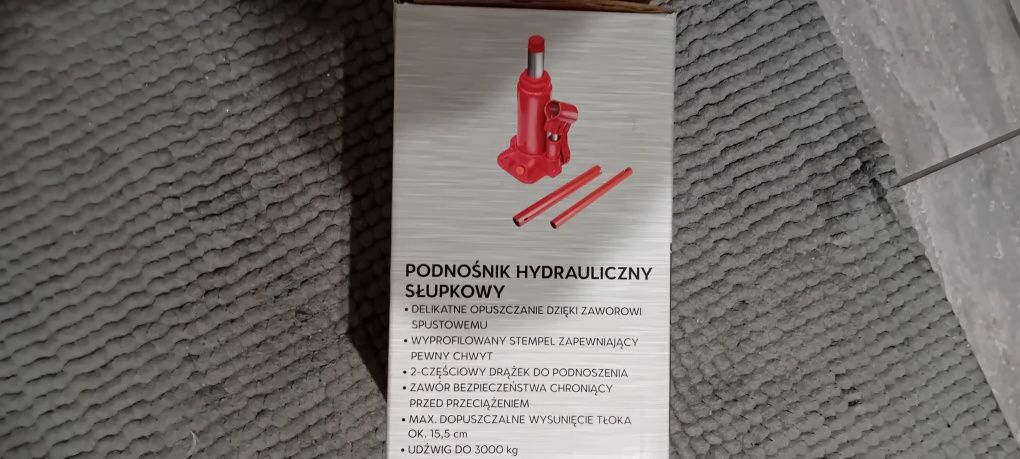 PODNOŚNIK HYDRAULICZNY
SŁUPKOWY
• DELIKATNE OPUSZCZANIE DZIĘKI ZAWOROWI
SPUSTOWEMU
• WYPROFILOWANY STEMPEL ZAPEWNIAJĄCY
PEWNY CHWYT
• 2-CZĘŚCIOWY DRĄŻEK DO PODNOSZENIA
• ZAWÓR BEZPIECZEŃSTWA CHRONIĄCY
PRZED PRZECIĄŻENIEM
• MAX. DOPUSZCZALNE WYSUNIĘCIE TŁOKA
OK. 15,5 cm
• UDŹWIG DO 3000 kg